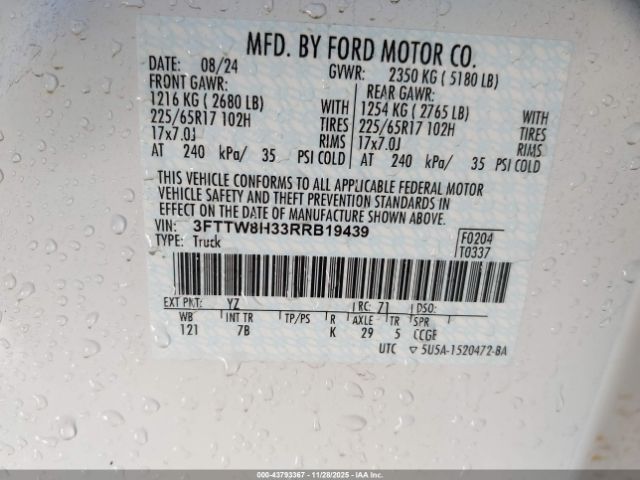 MFD. BY FORD MOTOR CO.
DATE: 08/24 GVWR: 2350 KG ( 5180 LB)
FRONT GAWR: REAR GAWR:
1216 KG ( 2680 LB) WITH 1254 KG ( 2765 LB) WITH
225/65R17 102H TIRES 225/65R17 102H TIRES
17x7.0J RIMS 17x7.0J RIMS
AT 240 kPa/ 35 PSI COLD AT 240 kPa/ 35 PSI COLD
THIS VEHICLE CONFORMS TO ALL APPLICABLE FEDERAL MOTOR
VEHICLE SAFETY AND THEFT PREVENTION STANDARDS IN
EFFECT ON THE DATE OF MANUFACTURE SHOWN ABOVE.
VIN: 3FTTW8H33RRB19439 F0204
TYPE: Truck T0337
EXT PNT: YZ RC: 71 DSO:
WB INT TR TP/PS R AXLE TR SPR
121 7B K 29 5 CCGF
UTC ▽ 5U5A-1520472-BA
000-43793367 | 11/28/2025 - IAAI.COM